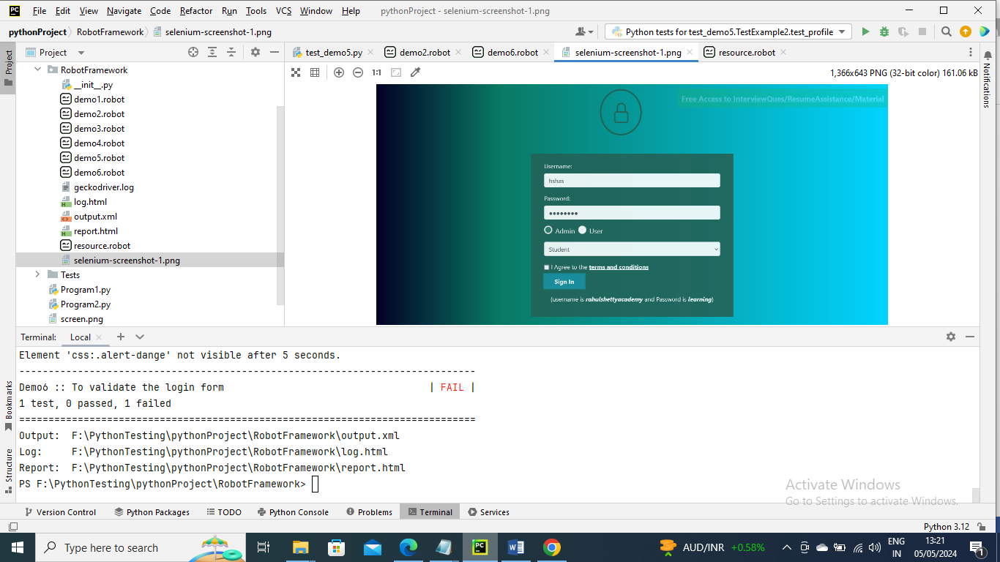 PC File Edit View Navigate Code Refactor Run Tools VCS Window Help pythonProject - selenium-screenshot-1.png
pythonProject RobotFramework selenium-screenshot-1.png Python tests for test_demo5.TestExample2.test_profile
Project test_demo5.py demo2.robot demo6.robot selenium-screenshot-1.png resource.robot
1:1 1,366x643 PNG (32-bit color) 161.06 kB
Project
Bookmarks
Structure
Notifications
RobotFramework
__init__.py
demo1.robot
demo2.robot
demo3.robot
demo4.robot
demo5.robot
demo6.robot
geckodriver.log
log.html
output.xml
report.html
resource.robot
selenium-screenshot-1.png
Tests
Program1.py
Program2.py
screen.png
Free Access to InterviewQues/ResumeAssistance/Material
Username:
hshas
Password:
••••••••
Admin User
Student
I Agree to the terms and conditions
Sign In
(username is rahulshettyacademy and Password is learning)
Terminal: Local
Element 'css:.alert-dange' not visible after 5 seconds.
------------------------------------------------------------------------------
Demo6 :: To validate the login form | FAIL |
1 test, 0 passed, 1 failed
==============================================================================
Output: F:\PythonTesting\pythonProject\RobotFramework\output.xml
Log: F:\PythonTesting\pythonProject\RobotFramework\log.html
Report: F:\PythonTesting\pythonProject\RobotFramework\report.html
PS F:\PythonTesting\pythonProject\RobotFramework>
Activate Windows
Go to Settings to activate Windows.
Version Control Python Packages TODO Python Console Problems Terminal Services
Python 3.12
Type here to search PC W AUD/INR +0.58% ENG IN 13:21 05/05/2024 1